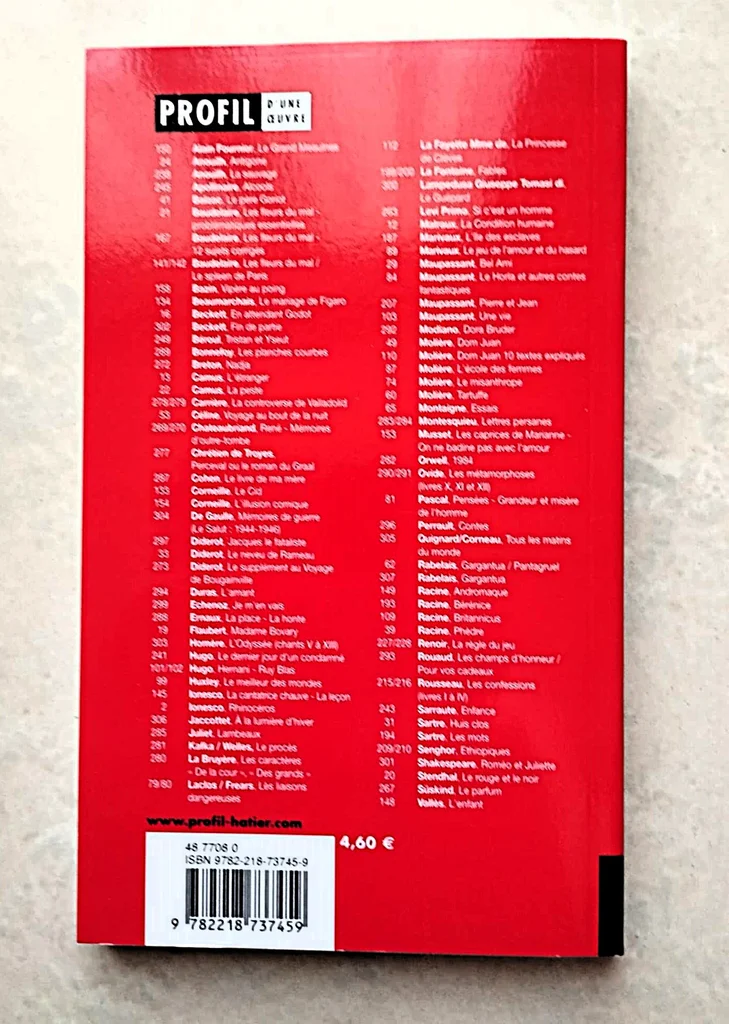 PROFIL D'UNE
ŒUVRE
Alain Fournier, Le Grand Meaulnes
24 Anouilh, Antigone
Anouilh, La sauvage
Apollinaire, Alcools
41 Balzac, Le père Goriot
21 Baudelaire, Les fleurs du mal -
problématiques essentielles
167 Baudelaire, Les fleurs du mal -
12 sujets corrigés
141/142 Baudelaire, Les fleurs du mal /
Le spleen de Paris
Bazin, Vipère au poing
134 Beaumarchais, Le mariage de Figaro
16 Beckett, En attendant Godot
302 Beckett, Fin de partie
249 Béroul, Tristan et Yseut
Bonnefoy, Les planches courbes
272 Breton, Nadja
13 Camus, L'étranger
22 Camus, La peste
278/279 Carrière, La controverse de Valladolid
53 Céline, Voyage au bout de la nuit
269/270 Chateaubriand, René - Mémoires
d'outre-tombe
277 Chrétien de Troyes,
Perceval ou le roman du Graal
Cohen, Le livre de ma mère
133 Corneille, Le Cid
154 Corneille, L'illusion comique
304 De Gaulle, Mémoires de guerre
(Le Salut : 1944-1946)
297 Diderot, Jacques le fataliste
33 Diderot, Le neveu de Rameau
273 Diderot, Le supplément au Voyage
de Bougainville
294 Duras, L'amant
299 Echenoz, Je m'en vais
288 Ernaux, La place - La honte
19 Flaubert, Madame Bovary
303 Homère, L'Odyssée (chants V à XIII)
241 Hugo, Le dernier jour d'un condamné
101/102 Hugo, Hernani - Ruy Blas
99 Huxley, Le meilleur des mondes
145 Ionesco, La cantatrice chauve - La leçon
2 Ionesco, Rhinocéros
306 Jaccottet, À la lumière d'hiver
285 Juliet, Lambeaux
281 Kafka / Welles, Le procès
280 La Bruyère, Les caractères
« De la cour », « Des grands »
79/80 Laclos / Frears, Les liaisons
dangereuses
112 La Fayette Mme de, La Princesse
de Clèves
199/200 La Fontaine, Fables
300 Lampedusa Giuseppe Tomasi di,
Le Guépard
263 Levi Primo, Si c'est un homme
12 Malraux, La Condition humaine
187 Marivaux, L'île des esclaves
69 Marivaux, Le jeu de l'amour et du hasard
29 Maupassant, Bel Ami
84 Maupassant, Le Horla et autres contes
fantastiques
207 Maupassant, Pierre et Jean
103 Maupassant, Une vie
292 Modiano, Dora Bruder
49 Molière, Dom Juan
110 Molière, Dom Juan 10 textes expliqués
87 Molière, L'école des femmes
74 Molière, Le misanthrope
60 Molière, Tartuffe
65 Montaigne, Essais
283/284 Montesquieu, Lettres persanes
153 Musset, Les caprices de Marianne -
On ne badine pas avec l'amour
282 Orwell, 1984
290/291 Ovide, Les métamorphoses
(livres X, XI et XII)
81 Pascal, Pensées - Grandeur et misère
de l'homme
296 Perrault, Contes
305 Quignard/Corneau, Tous les matins
du monde
62 Rabelais, Gargantua / Pantagruel
307 Rabelais, Gargantua
149 Racine, Andromaque
193 Racine, Bérénice
109 Racine, Britannicus
39 Racine, Phèdre
227/228 Renoir, La règle du jeu
293 Rouaud, Les champs d'honneur /
Pour vos cadeaux
215/216 Rousseau, Les confessions
(livres I à IV)
243 Sarraute, Enfance
31 Sartre, Huis clos
194 Sartre, Les mots
209/210 Senghor, Ethiopiques
301 Shakespeare, Roméo et Juliette
20 Stendhal, Le rouge et le noir
267 Süskind, Le parfum
148 Vallès, L'enfant
www.profil-hatier.com
4,60 €
48 7708 0
ISBN 9782-218-73745-9
9 782218 737459